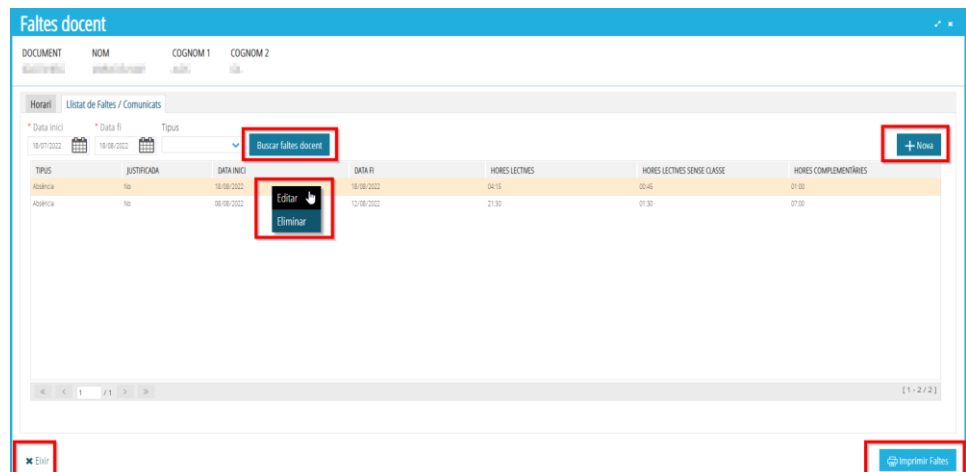 Faltes docent
DOCUMENT NOM COGNOM 1 COGNOM 2
Horari Llistat de Faltes / Comunicats
* Data inici * Data fi Tipus
18/07/2022 18/08/2022 Buscar faltes docent + Nova
TIPUS JUSTIFICADA DATA INICI DATA FI HORES LECTIVES HORES LECTIVES SENSE CLASSE HORES COMPLEMENTÀRIES
Absència No 18/08/2022 18/08/2022 04:15 00:45 01:00
Absència No 08/08/2022 12/08/2022 21:30 01:30 07:00
Editar
Eliminar
1 / 1 [ 1 - 2 / 2 ]
Eixir Imprimir Faltes